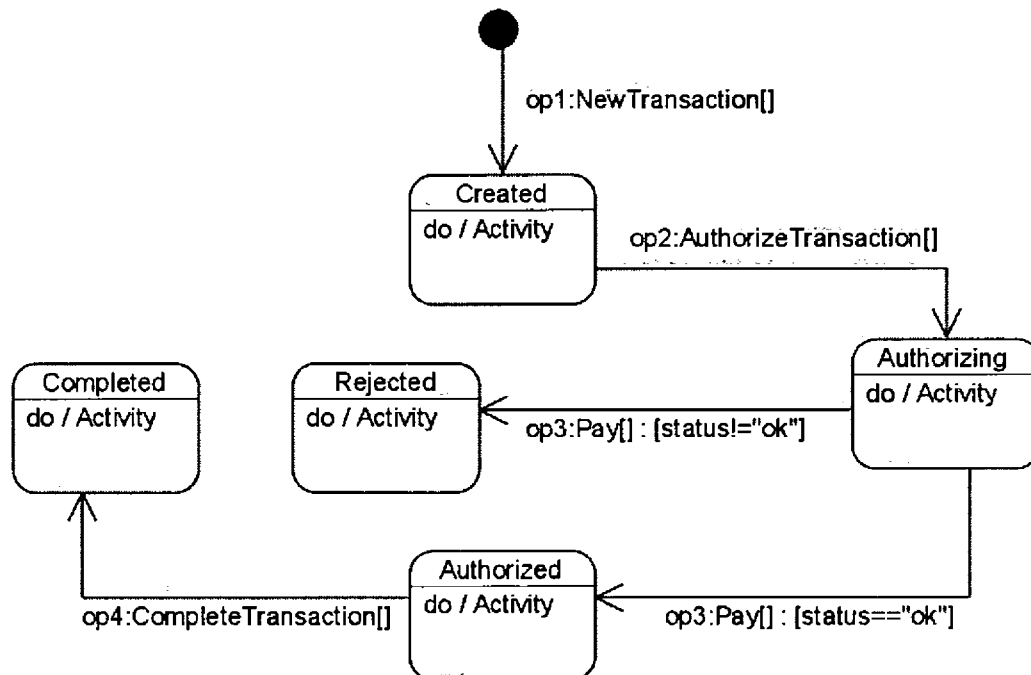 op1:NewTransaction[]
Created
do / Activity
op2:AuthorizeTransaction[]
Authorizing
do / Activity
Completed
do / Activity
Rejected
do / Activity
op3:Pay[] : [status!="ok"]
Authorized
do / Activity
op4:CompleteTransaction[]
op3:Pay[] : [status=="ok"]